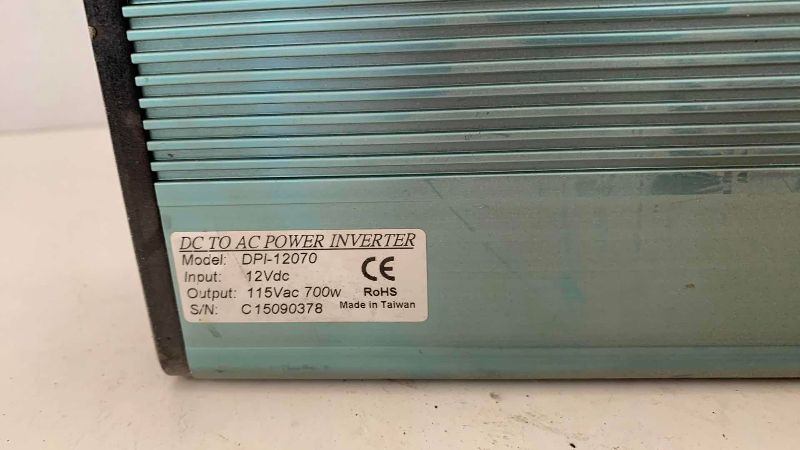 DC TO AC POWER INVERTER
Model: DPI-12070
Input: 12Vdc
Output: 115Vac 700w
S/N: C15090378
CE
RoHS
Made in Taiwan